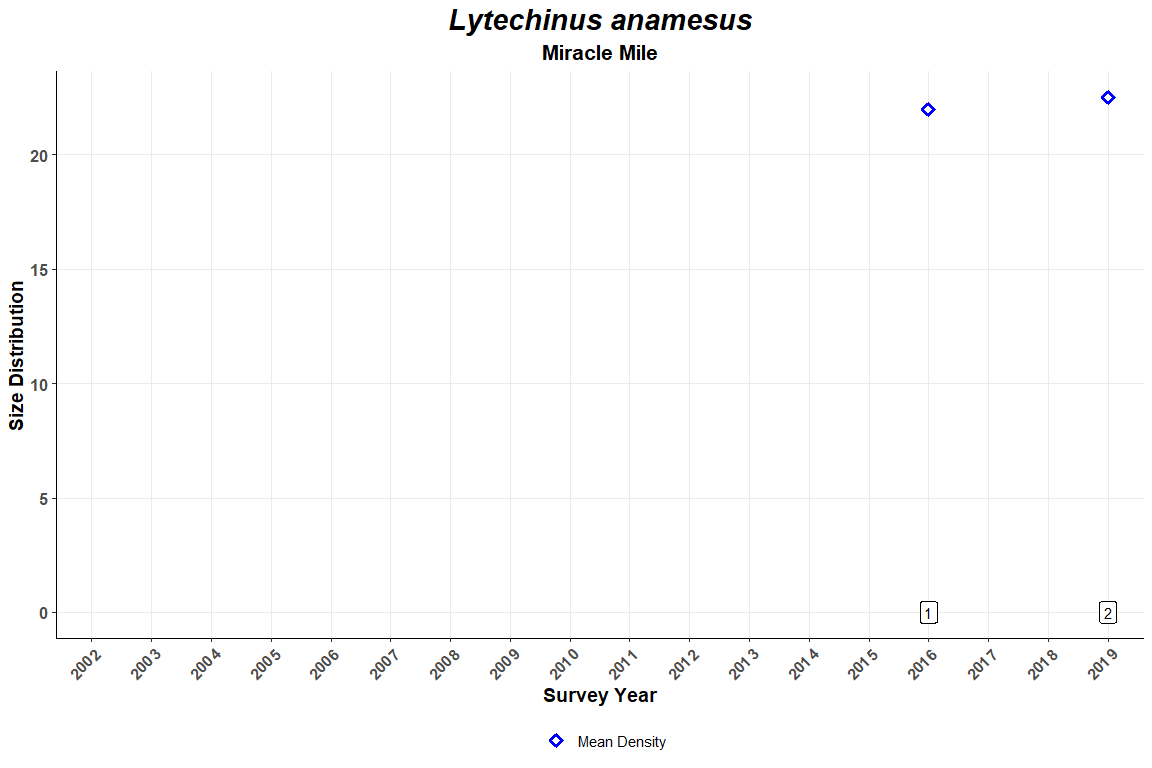 Lytechinus anamesus
Miracle Mile
Size Distribution
20
15
10
5
0
1
2
2002 2003 2004 2005 2006 2007 2008 2009 2010 2011 2012 2013 2014 2015 2016 2017 2018 2019
Survey Year
Mean Density